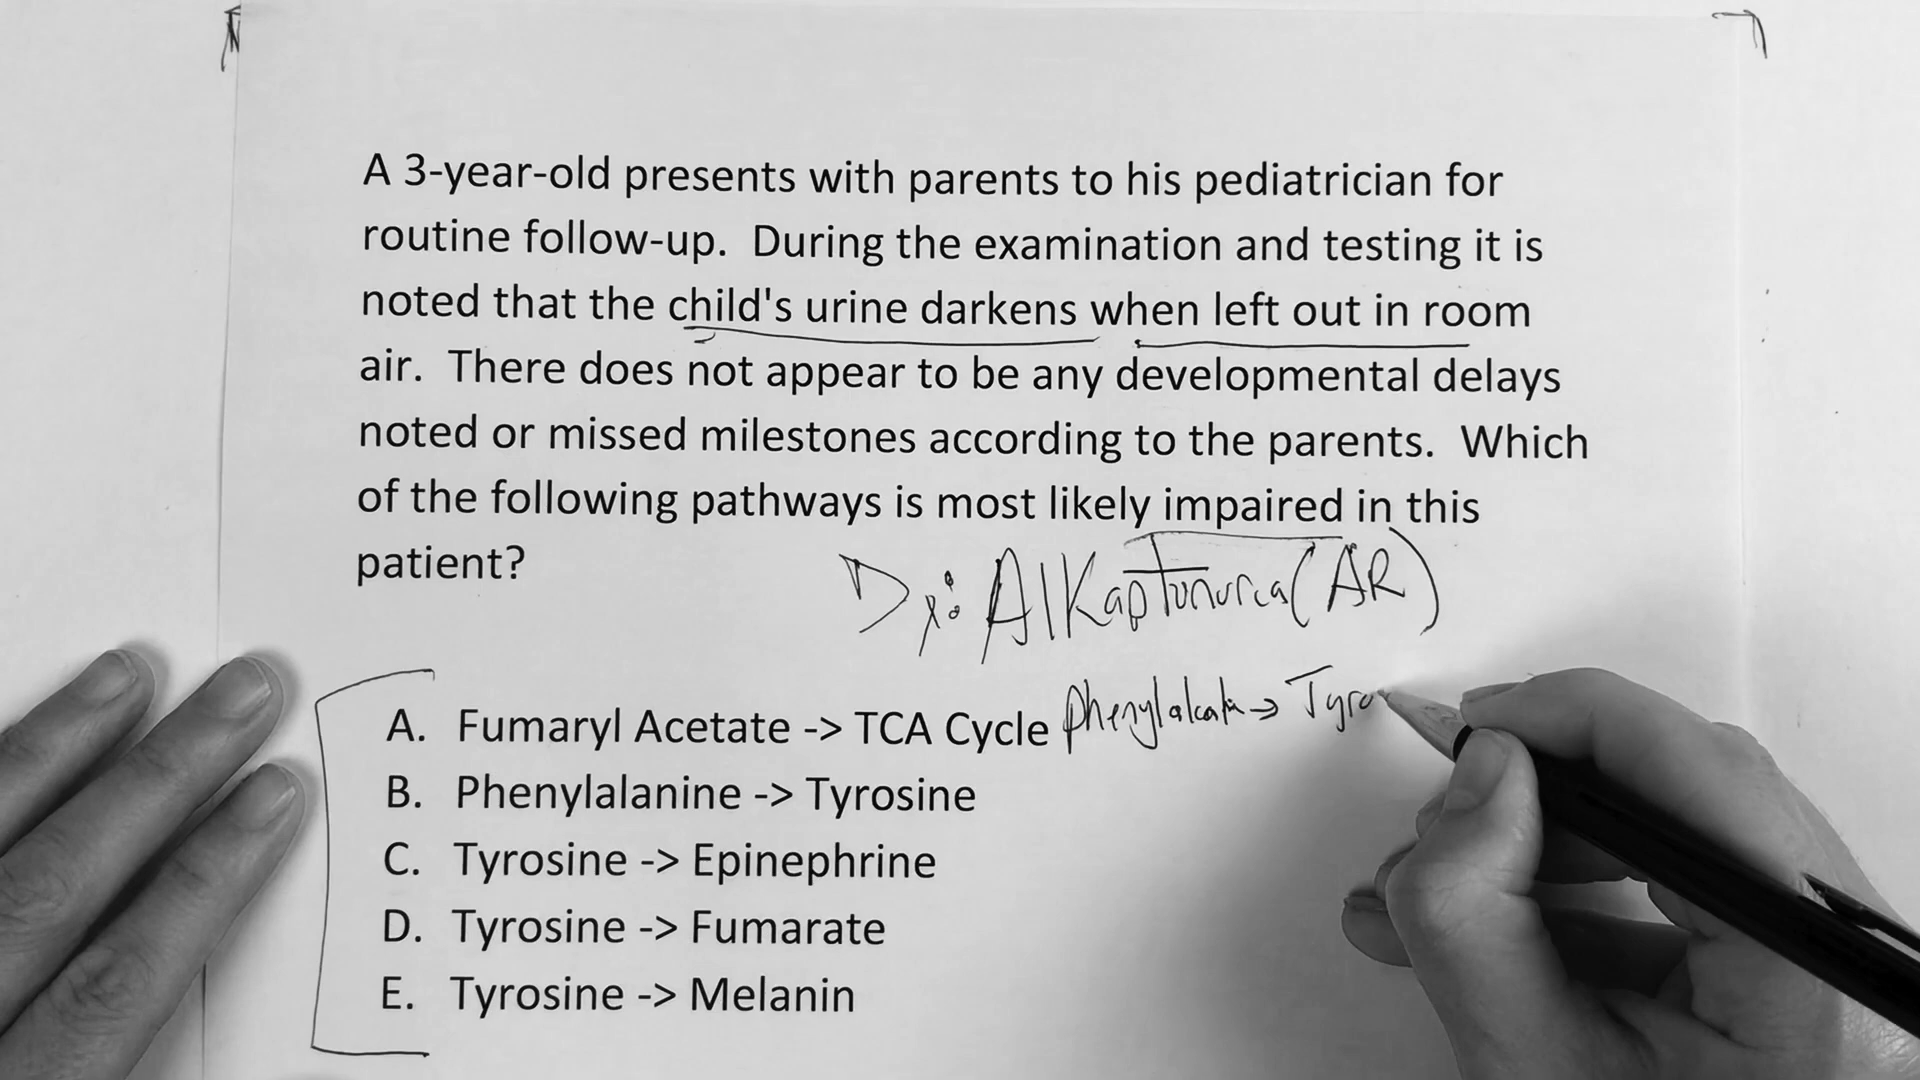 A 3-year-old presents with parents to his pediatrician for
routine follow-up. During the examination and testing it is
noted that the child's urine darkens when left out in room
air. There does not appear to be any developmental delays
noted or missed milestones according to the parents. Which
of the following pathways is most likely impaired in this
patient?
Dx: Alkaptonuria (AR)
A. Fumaryl Acetate -> TCA Cycle
-> Tyro
B. Phenylalanine -> Tyrosine
C. Tyrosine -> Epinephrine
D. Tyrosine -> Fumarate
E. Tyrosine -> Melanin